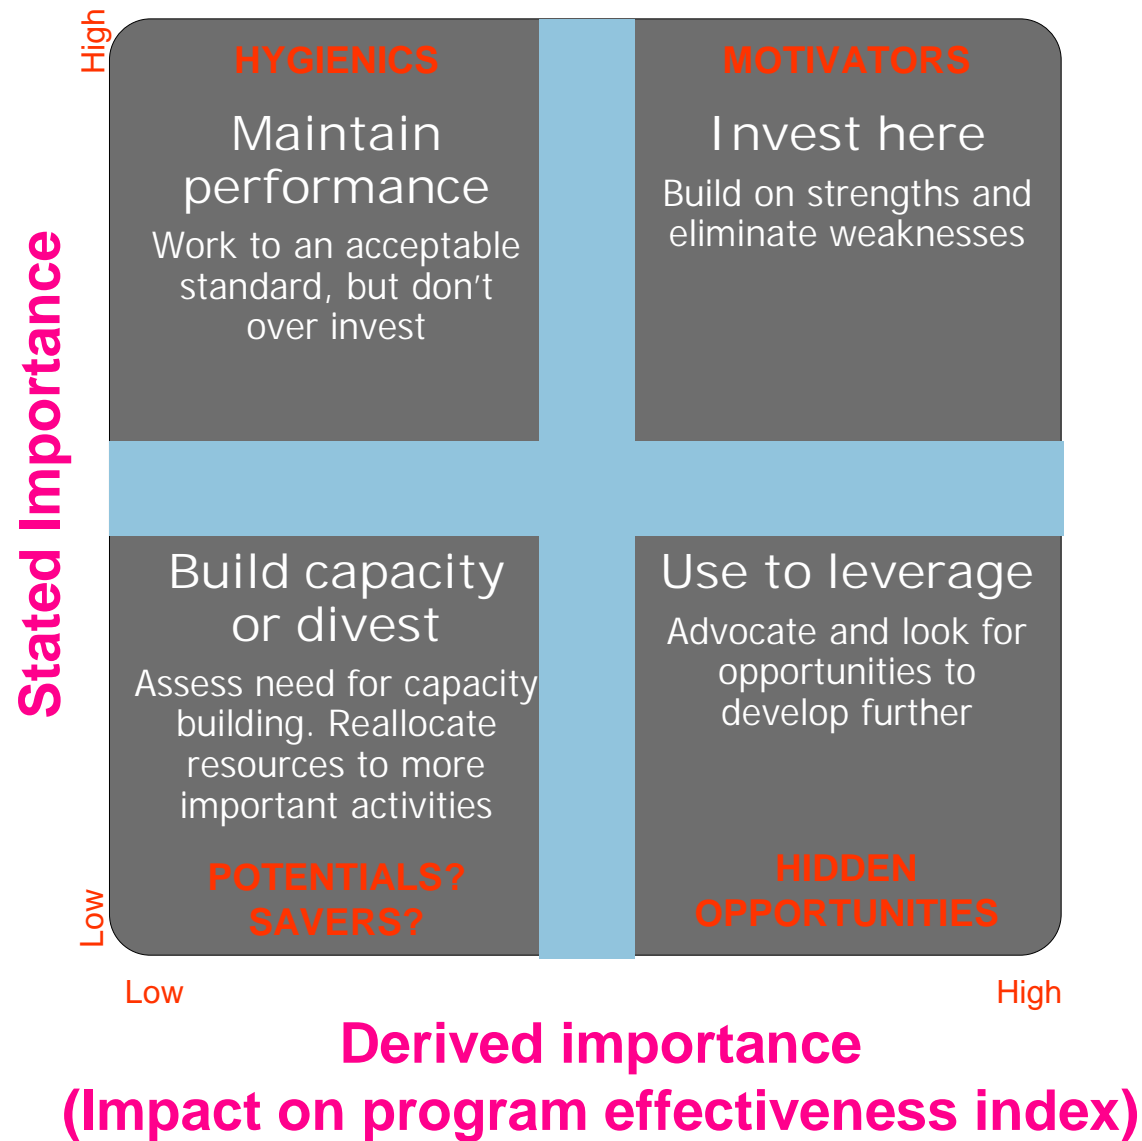 High
HYGIENICS
Maintain
performance
Work to an acceptable
standard, but don't
over invest
MOTIVATORS
Invest here
Build on strengths and
eliminate weaknesses
Stated Importance
Build capacity
or divest
Assess need for capacity
building. Reallocate
resources to more
important activities
POTENTIALS?
SAVERS?
Use to leverage
Advocate and look for
opportunities to
develop further
HIDDEN
OPPORTUNITIES
Low
Low
High
Derived importance
(Impact on program effectiveness index)